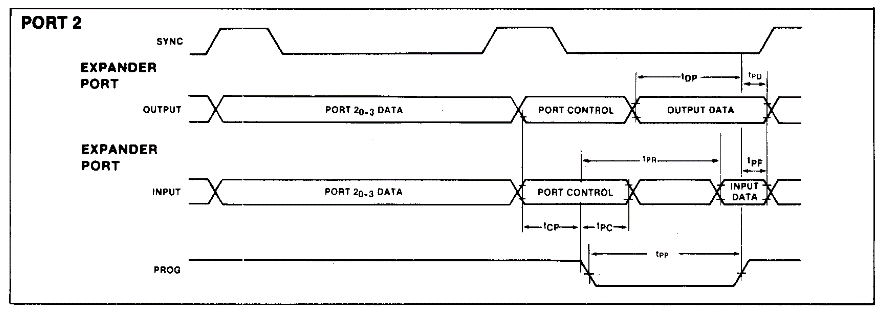 PORT 2
SYNC
EXPANDER
PORT
tDP
tPD
OUTPUT
PORT 20-3 DATA
PORT CONTROL
OUTPUT DATA
EXPANDER
PORT
tPR
tPF
INPUT
PORT 20-3 DATA
PORT CONTROL
INPUT
DATA
tCP
tPC
tPP
PROG